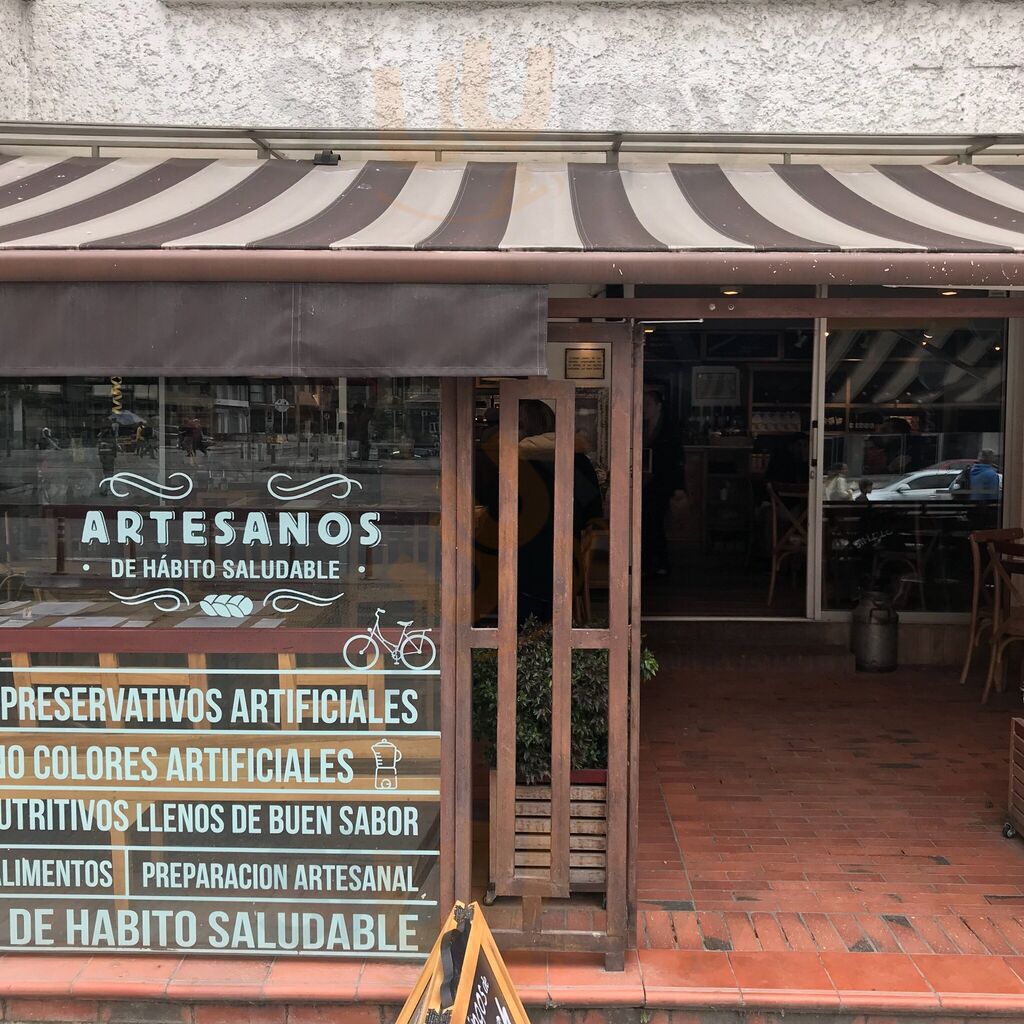 ARTESANOS
• DE HÁBITO SALUDABLE •
PRESERVATIVOS ARTIFICIALES
NO COLORES ARTIFICIALES
UTRITIVOS LLENOS DE BUEN SABOR
ALIMENTOS PREPARACION ARTESANAL
DE HABITO SALUDABLE